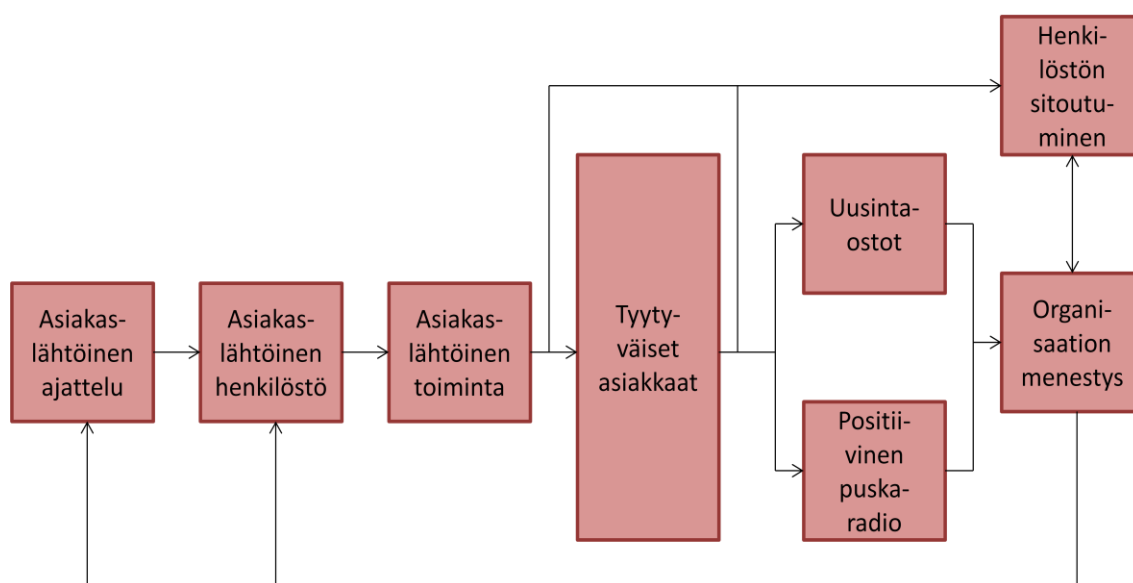 Henki-
löstön
sitoutu-
minen
Uusinta-
ostot
Asiakas-
lähtöinen
ajattelu
Asiakas-
lähtöinen
henkilöstö
Asiakas-
lähtöinen
toiminta
Tyyty-
väiset
asiakkaat
Organi-
saation
menestys
Positii-
vinen
puska-
radio